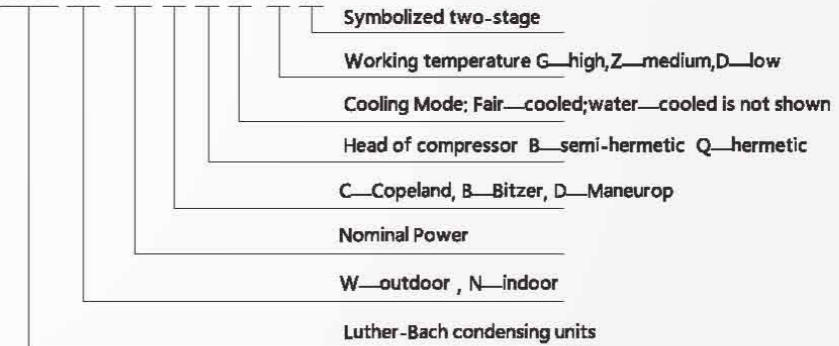 Symbolized two-stage
Working temperature G—high,Z—medium,D—low
Cooling Mode: Fair—cooled;water—cooled is not shown
Head of compressor B—semi-hermetic Q—hermetic
C—Copeland, B—Bitzer, D—Maneurop
Nominal Power
W—outdoor , N—indoor
Luther-Bach condensing units